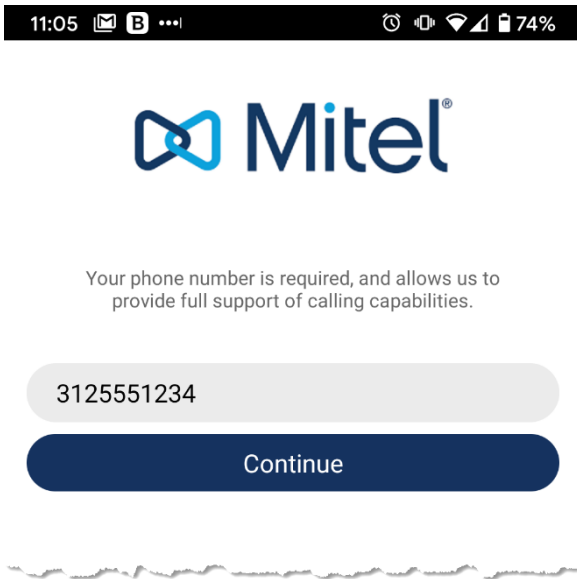 11:05 B 74%
Mitel®
Your phone number is required, and allows us to
provide full support of calling capabilities.
3125551234
Continue